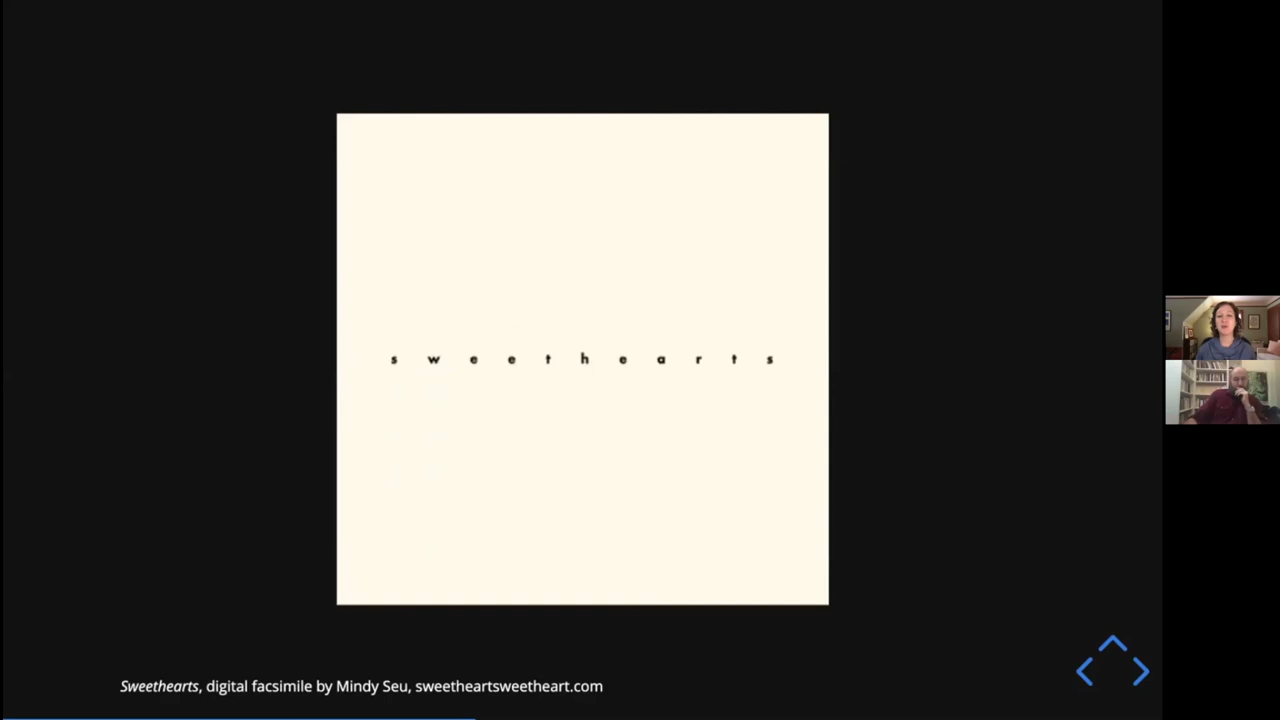 s w e e t h e a r t s
Sweethearts, digital facsimile by Mindy Seu, sweetheartsweetheart.com